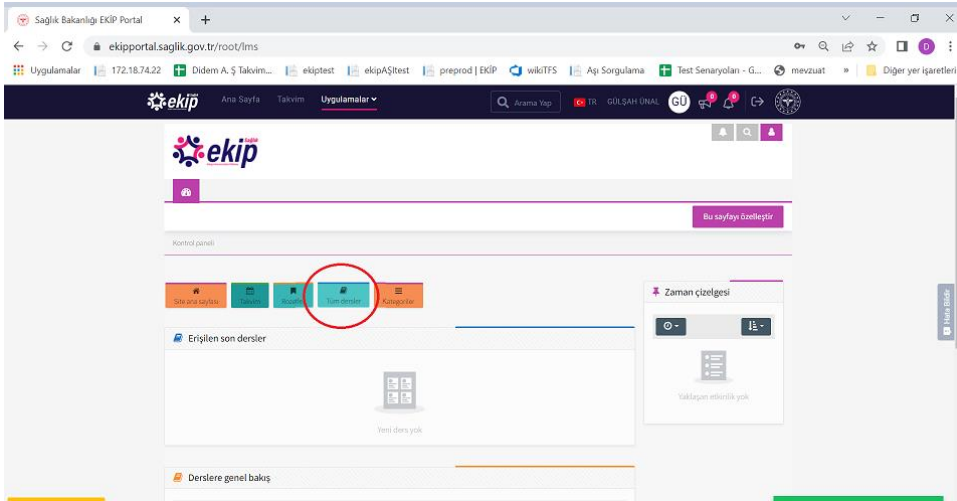 Sağlık Bakanlığı EKİP Portal
ekipportal.saglik.gov.tr/root/lms
Uygulamalar 172.18.74.22 Didem A. Ş Takvim... ekiptest ekipAŞItest preprod | EKİP wikiTFS Aşı Sorgulama Test Senaryoları - G... mevzuat » Diğer yer işaretleri
ekip Ana Sayfa Takvim Uygulamalar Arama Yap TR GÜLŞAH ÜNAL GÜ 0 0
ekip
Bu sayfayı özelleştir
Kontrol paneli
Site ana sayfası Takvim Rozetler Tüm dersler Kategoriler
Zaman çizelgesi
Erişilen son dersler
Yaklaşan etkinlik yok
Yeni ders yok
Hata Bildir
Derslere genel bakış